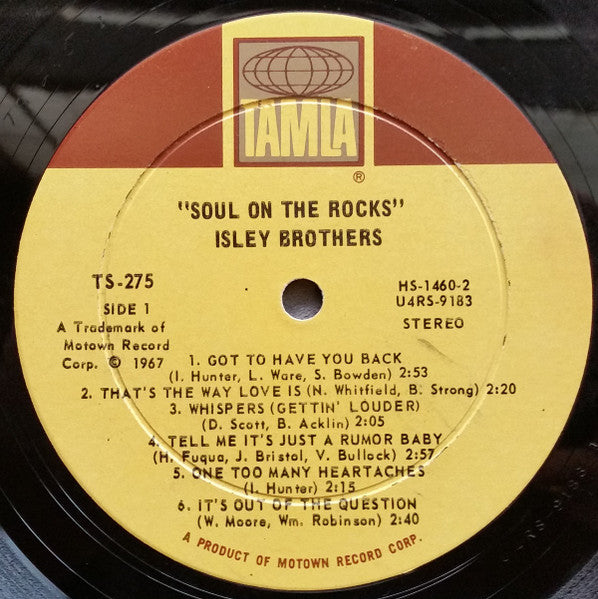 TAMLA
®
"SOUL ON THE ROCKS"
ISLEY BROTHERS
TS-275
SIDE 1
A Trademark of
Motown Record
Corp. © 1967
HS-1460-2
U4RS-9183
STEREO
1. GOT TO HAVE YOU BACK
(I. Hunter, L. Ware, S. Bowden) 2:53
2. THAT'S THE WAY LOVE IS (N. Whitfield, B. Strong) 2:20
3. WHISPERS (GETTIN' LOUDER)
(D. Scott, B. Acklin) 2:05
4. TELL ME IT'S JUST A RUMOR BABY
(H. Fuqua, J. Bristol, V. Bullock) 2:57
5. ONE TOO MANY HEARTACHES
(I. Hunter) 2:15
6. IT'S OUT OF THE QUESTION
(W. Moore, Wm. Robinson) 2:40
A PRODUCT OF MOTOWN RECORD CORP.